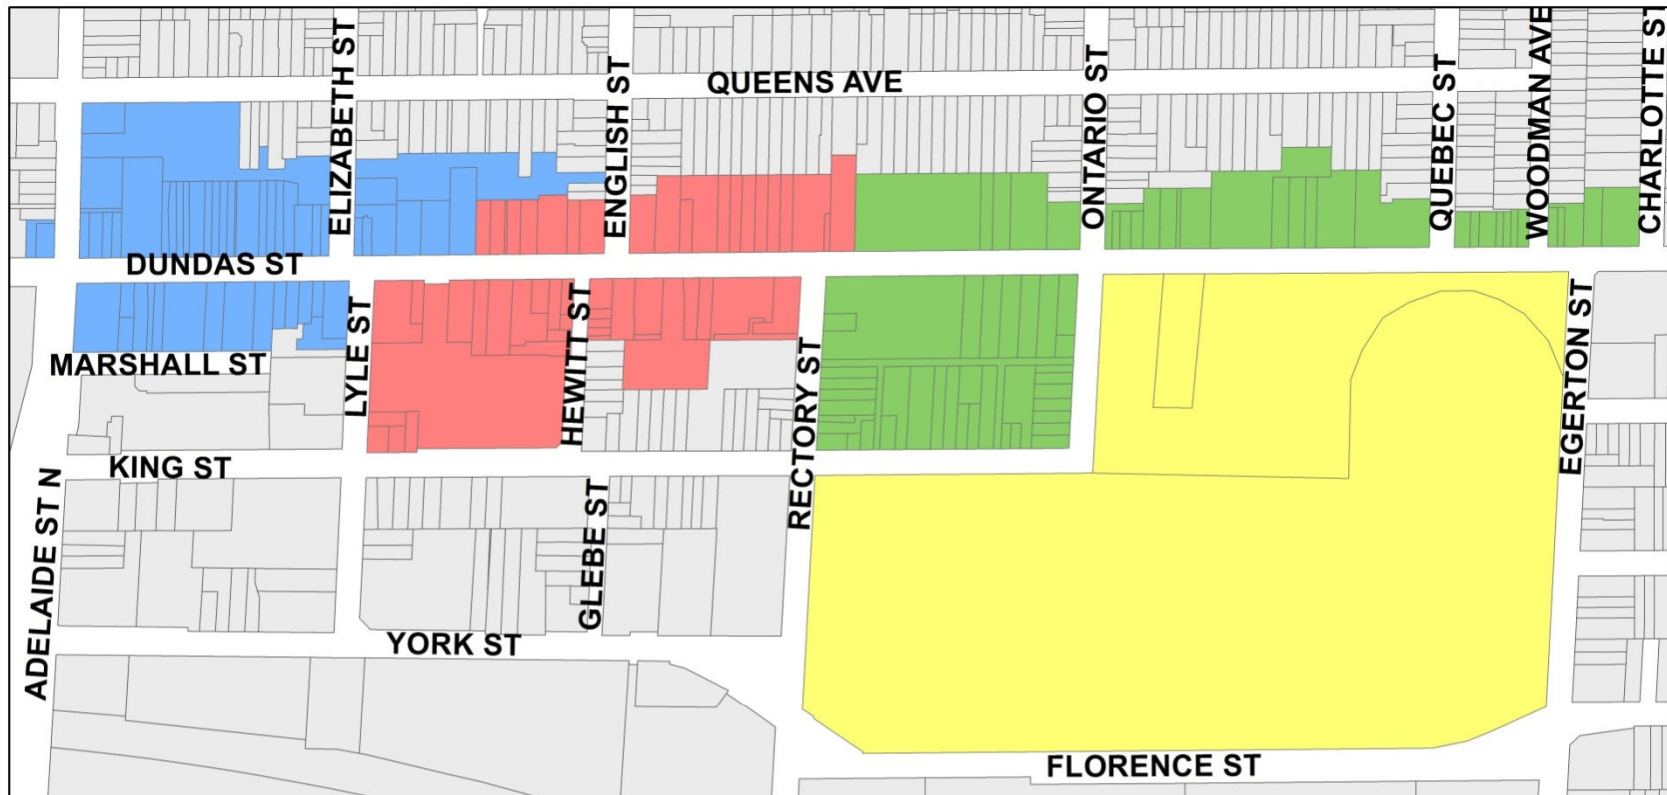 ELIZABETH ST
ENGLISH ST
QUEENS AVE
ONTARIO ST
QUEBEC ST
WOODMAN AVE
CHARLOTTE ST
DUNDAS ST
MARSHALL ST
LYLE ST
HEWITT ST
RECTORY ST
EGERTON ST
KING ST
ADELAIDE ST N
GLEBE ST
YORK ST
FLORENCE ST